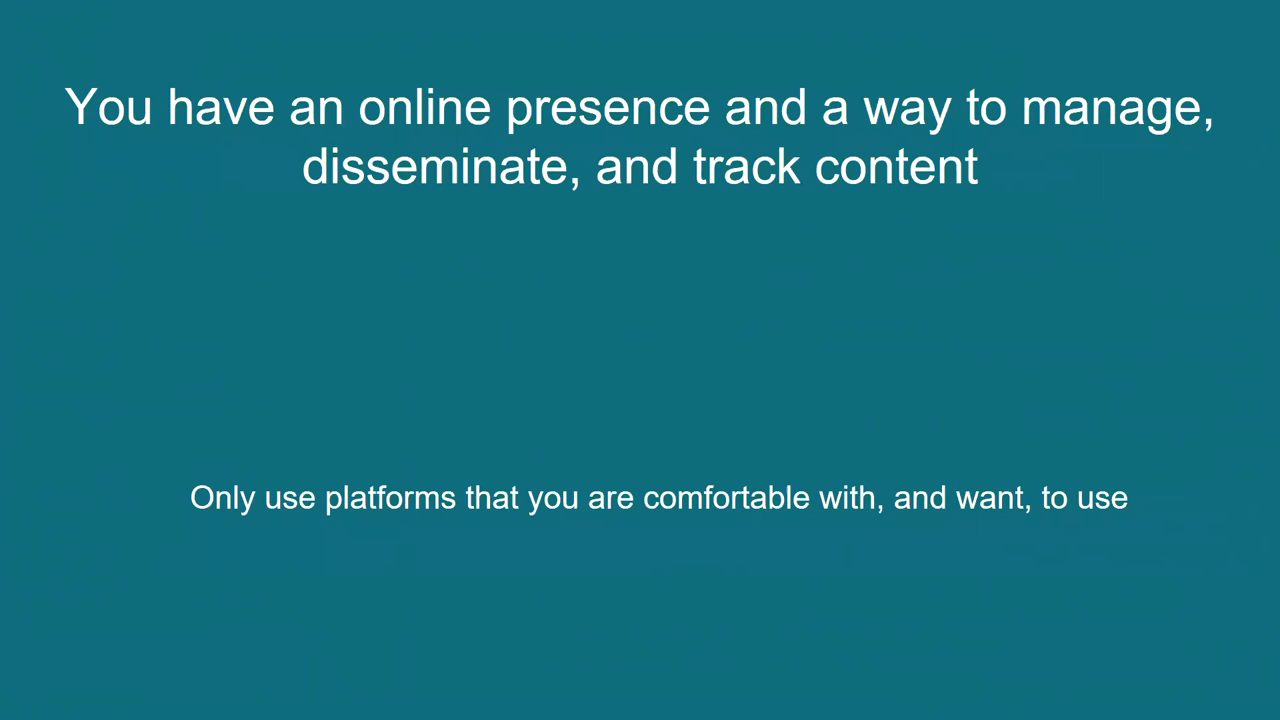 You have an online presence and a way to manage,
disseminate, and track content
Only use platforms that you are comfortable with, and want, to use